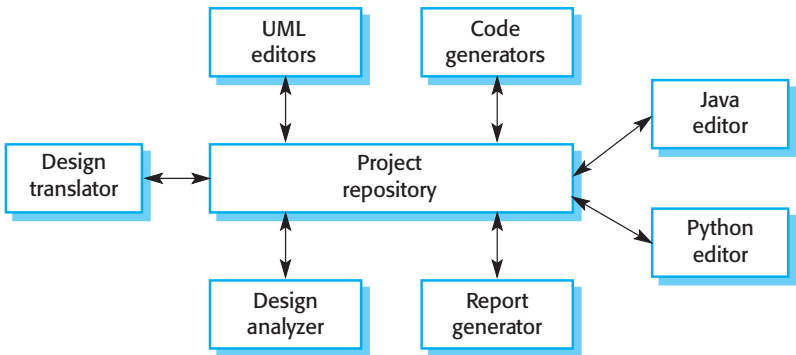 UML
editors
Code
generators
Java
editor
Design
translator
Project
repository
Python
editor
Design
analyzer
Report
generator